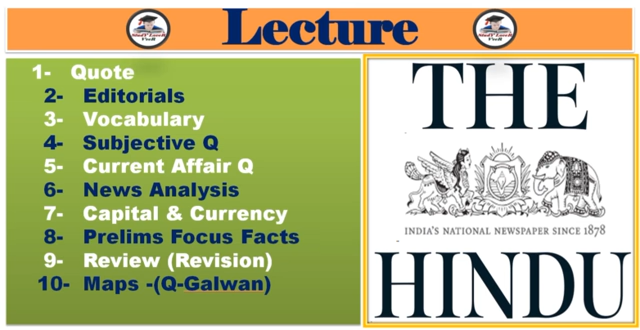 Lecture
1- Quote
2- Editorials
3- Vocabulary
4- Subjective Q
5- Current Affair Q
6- News Analysis
7- Capital & Currency
8- Prelims Focus Facts
9- Review (Revision)
10- Maps -(Q-Galwan)
THE
INDIA'S NATIONAL NEWSPAPER SINCE 1878
HINDU